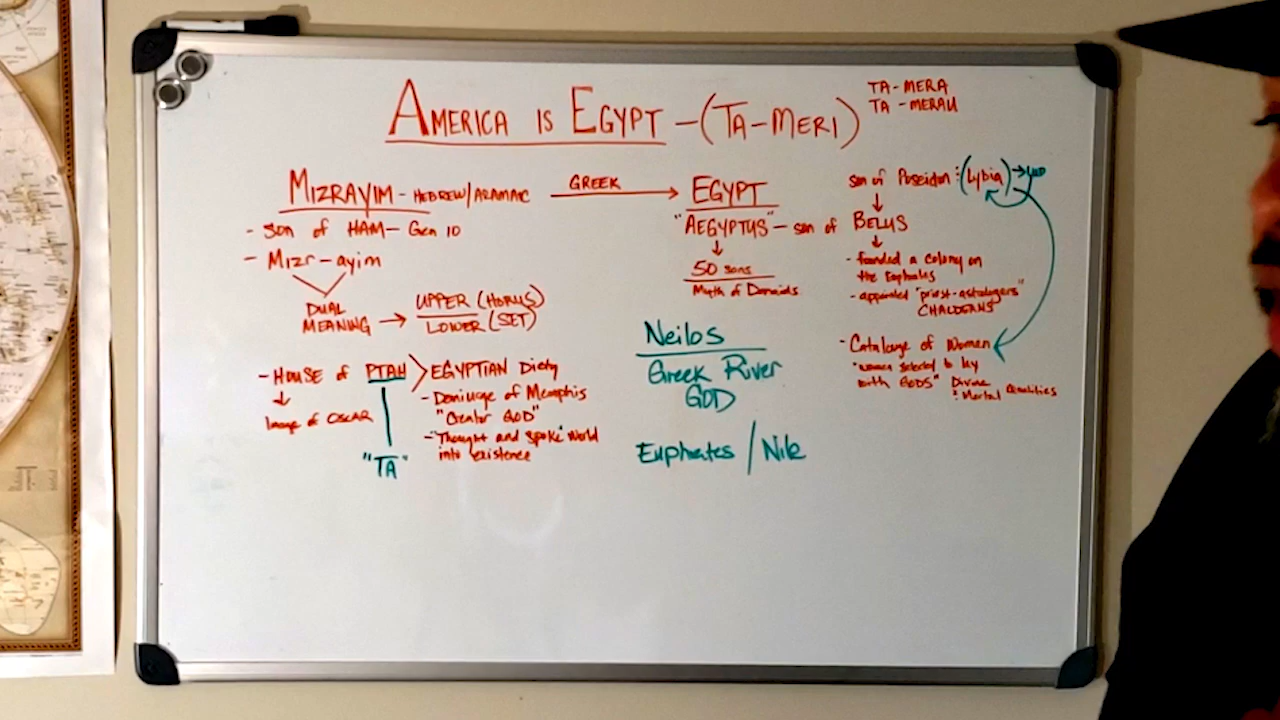 AMERICA IS EGYPT - (TA-MERI)
TA-MERA
TA-MERAU
MIZRAYIM - HEBREW/ARAMAIC
GREEK
EGYPT
- Son of HAM - Gen 10
- Mizr-ayim
DUAL
MEANING → UPPER (HORUS)
LOWER (SET)
"AEGYPTUS" - son of BELUS
50 sons
Myth of Danaids
son of Poseidon : (Lybia) →
- founded a colony on
the Euphrates
- appointed "priest-astrologers"
CHALDEANS
- Catalouge of Women
"women selected to lay
with GODS" Divine
: Mortal Qualities
- HOUSE of PTAH > EGYPTIAN Diety
Image of OSCAR
"TA"
- Demiuge of Memphis
"Creator GOD"
- "Thought and spoke" World
into existence
Neilos
Greek River
GOD
Euphrates / Nile